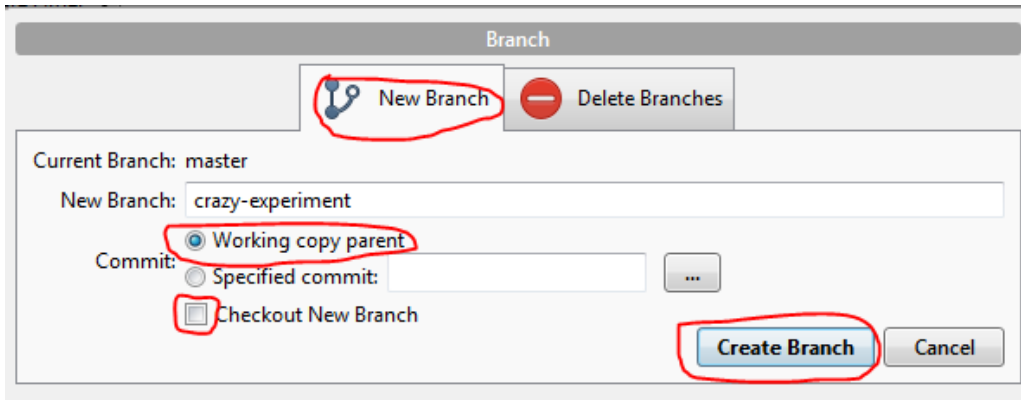 Branch
New Branch
Delete Branches
Current Branch: master
New Branch: crazy-experiment
Commit:
Working copy parent
Specified commit:
...
Checkout New Branch
Create Branch
Cancel